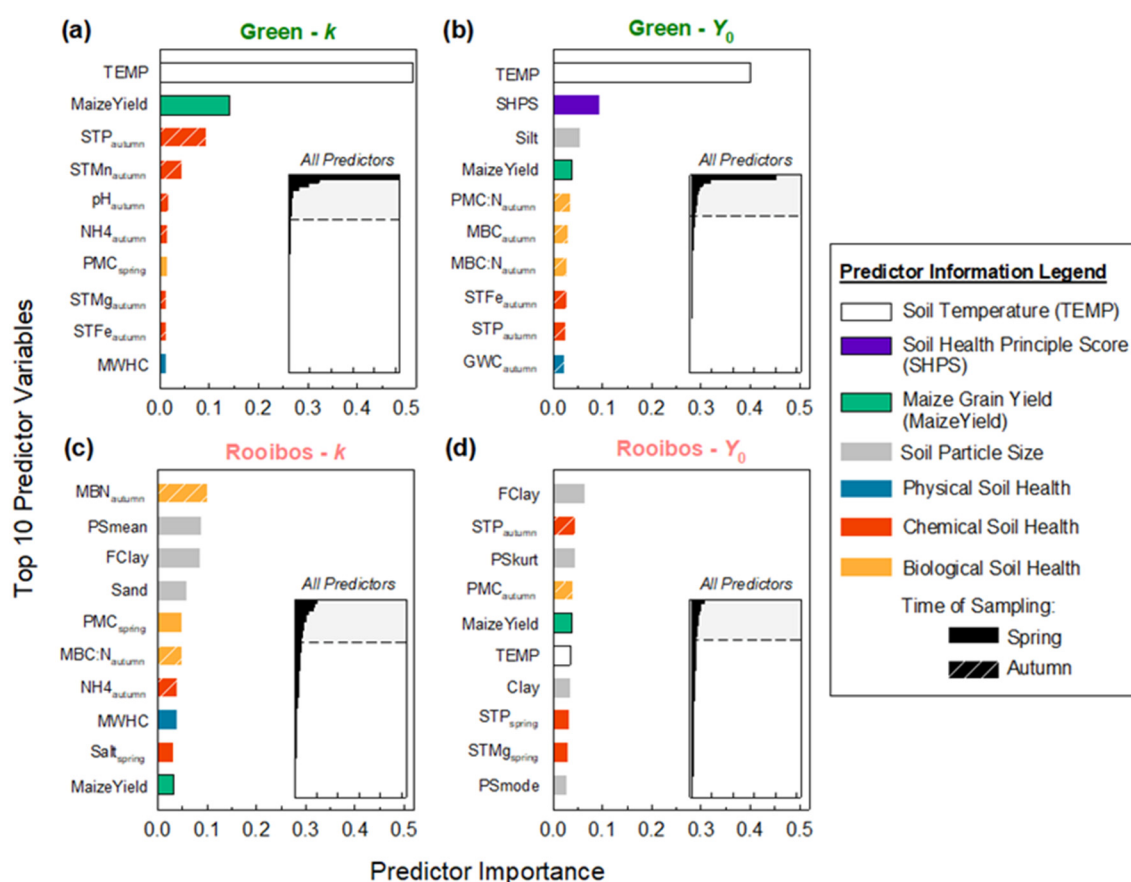 (a)
Green - k
TEMP
MaizeYield
STPautumn
STMnautumn
pHautumn
NH4autumn
PMCspring
STMgautumn
STFeautumn
MWHC
All Predictors
0.0 0.1 0.2 0.3 0.4 0.5
(b)
Green - Y0
TEMP
SHPS
Silt
MaizeYield
PMC:Nautumn
MBCautumn
MBC:Nautumn
STFeautumn
STPautumn
GWCautumn
All Predictors
0.0 0.1 0.2 0.3 0.4 0.5
(c)
Rooibos - k
MBNautumn
PSmean
FClay
Sand
PMCspring
MBC:Nautumn
NH4autumn
MWHC
Saltspring
MaizeYield
All Predictors
0.0 0.1 0.2 0.3 0.4 0.5
(d)
Rooibos - Y0
FClay
STPautumn
PSkurt
PMCautumn
MaizeYield
TEMP
Clay
STPspring
STMgspring
PSmode
All Predictors
0.0 0.1 0.2 0.3 0.4 0.5
Top 10 Predictor Variables
Predictor Importance
Predictor Information Legend
Soil Temperature (TEMP)
Soil Health Principle Score
(SHPS)
Maize Grain Yield
(MaizeYield)
Soil Particle Size
Physical Soil Health
Chemical Soil Health
Biological Soil Health
Time of Sampling:
Spring
Autumn